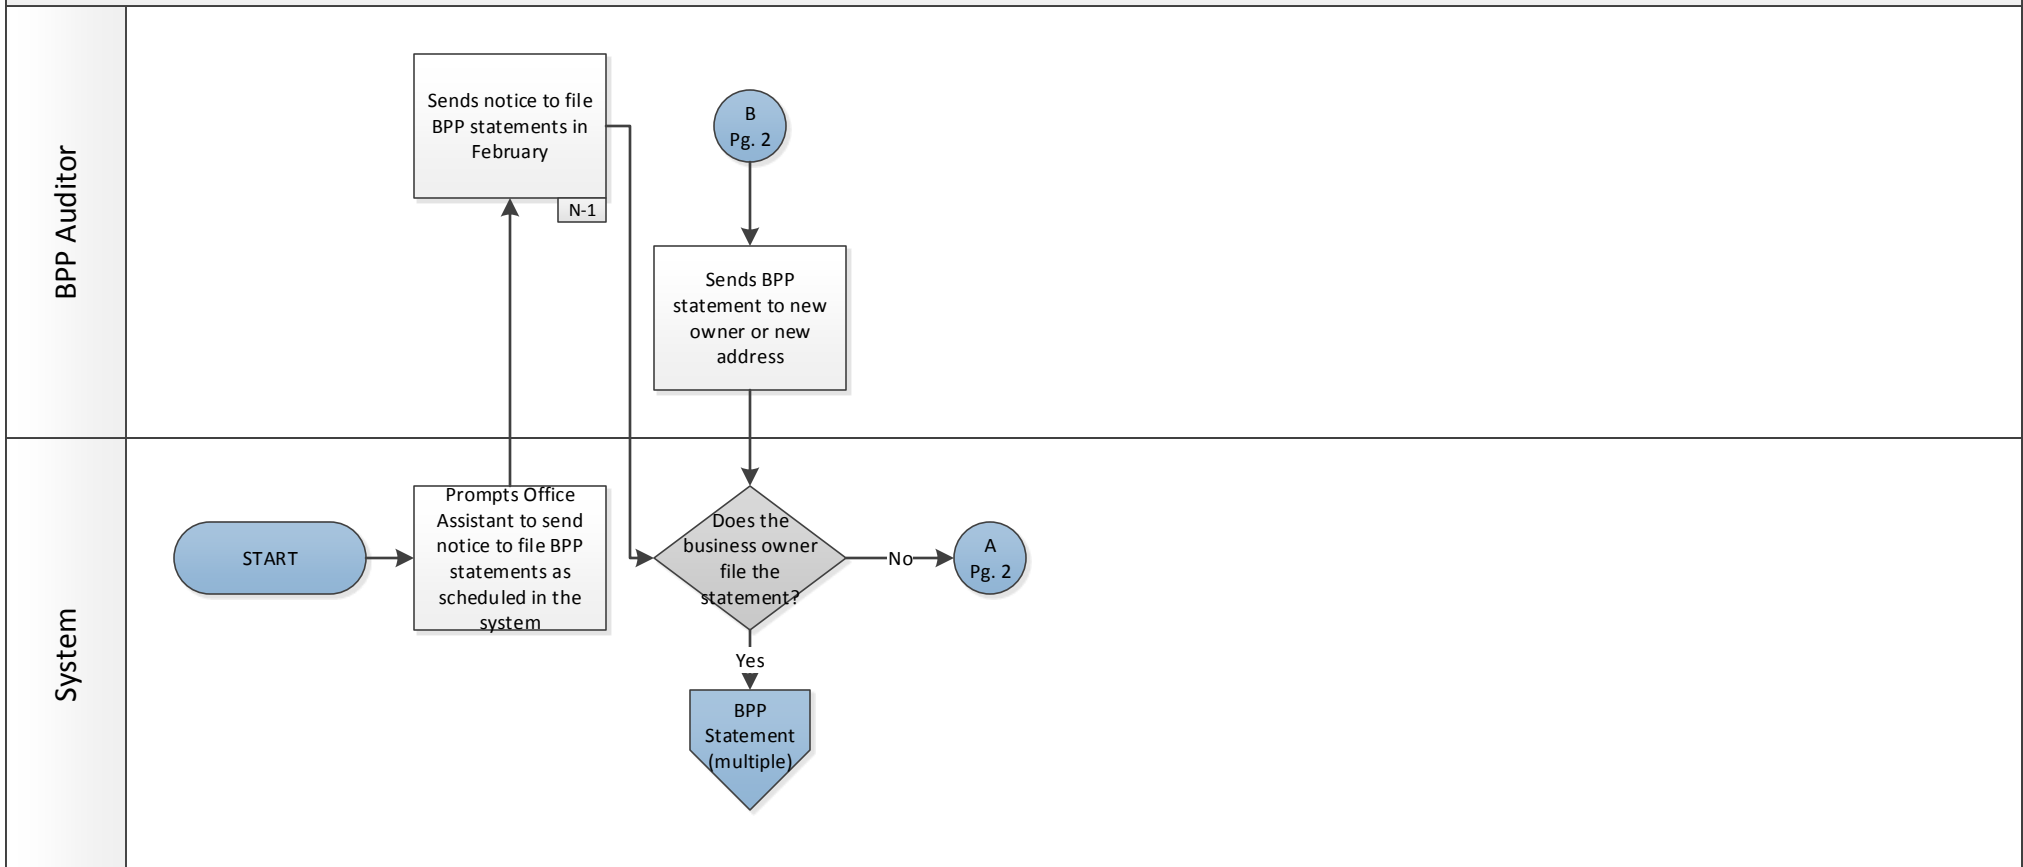 BPP Auditor
Sends notice to file
BPP statements in
February
N-1
B
Pg. 2
Sends BPP
statement to new
owner or new
address
System
START
Prompts Office
Assistant to send
notice to file BPP
statements as
scheduled in the
system
Does the
business owner
file the
statement?
No
A
Pg. 2
Yes
BPP
Statement
(multiple)